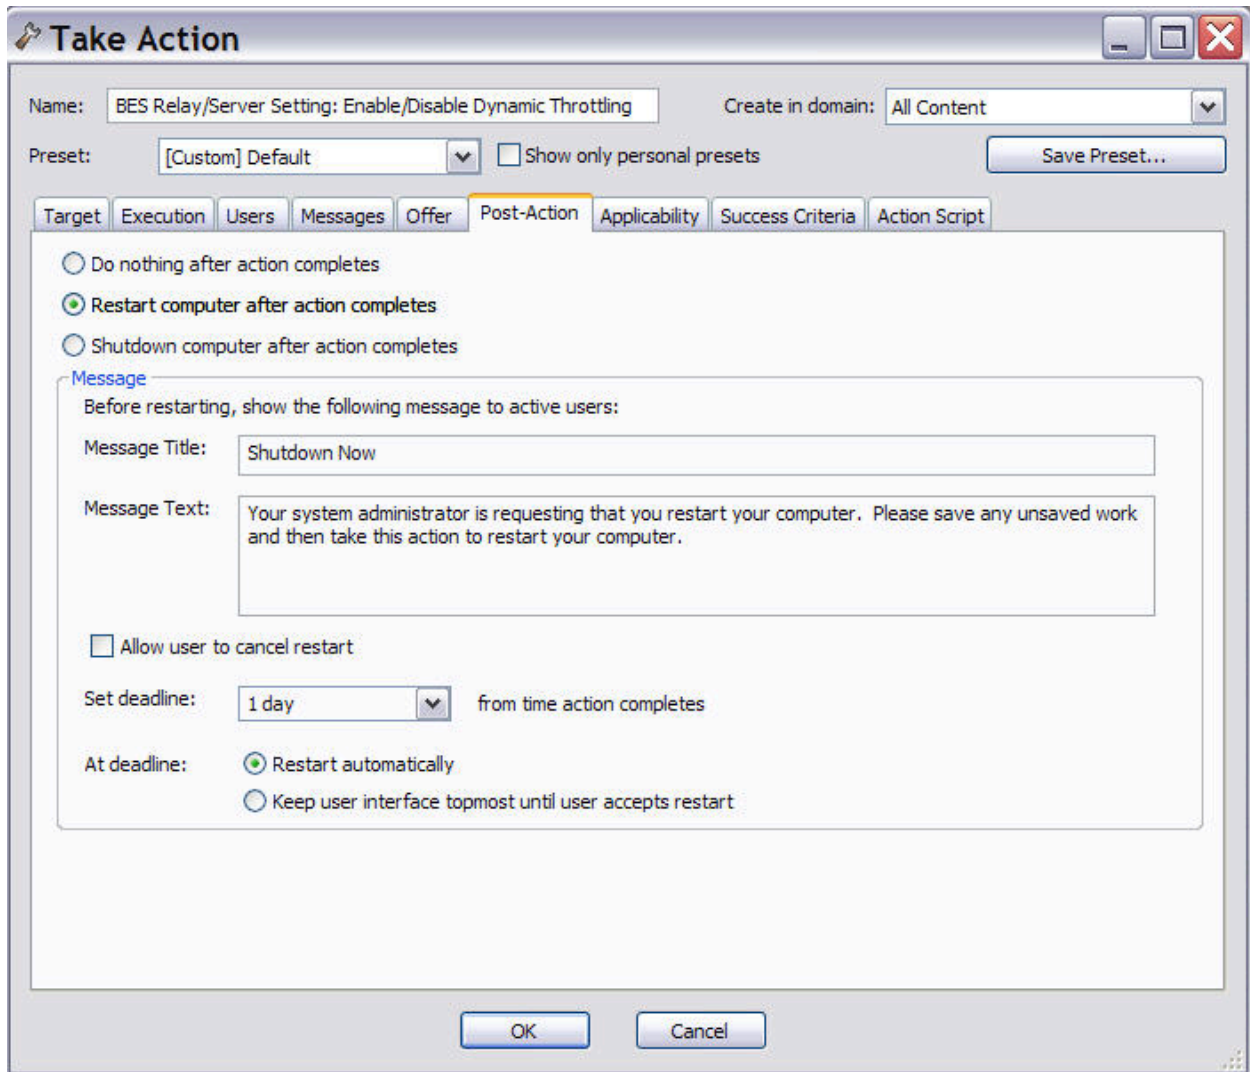 Take Action
Name: BES Relay/Server Setting: Enable/Disable Dynamic Throttling Create in domain: All Content
Preset: [Custom] Default Show only personal presets Save Preset...
Target Execution Users Messages Offer Post-Action Applicability Success Criteria Action Script
Do nothing after action completes
Restart computer after action completes
Shutdown computer after action completes
Message
Before restarting, show the following message to active users:
Message Title: Shutdown Now
Message Text: Your system administrator is requesting that you restart your computer.  Please save any unsaved work
and then take this action to restart your computer.
Allow user to cancel restart
Set deadline: 1 day from time action completes
At deadline: Restart automatically
Keep user interface topmost until user accepts restart
OK Cancel